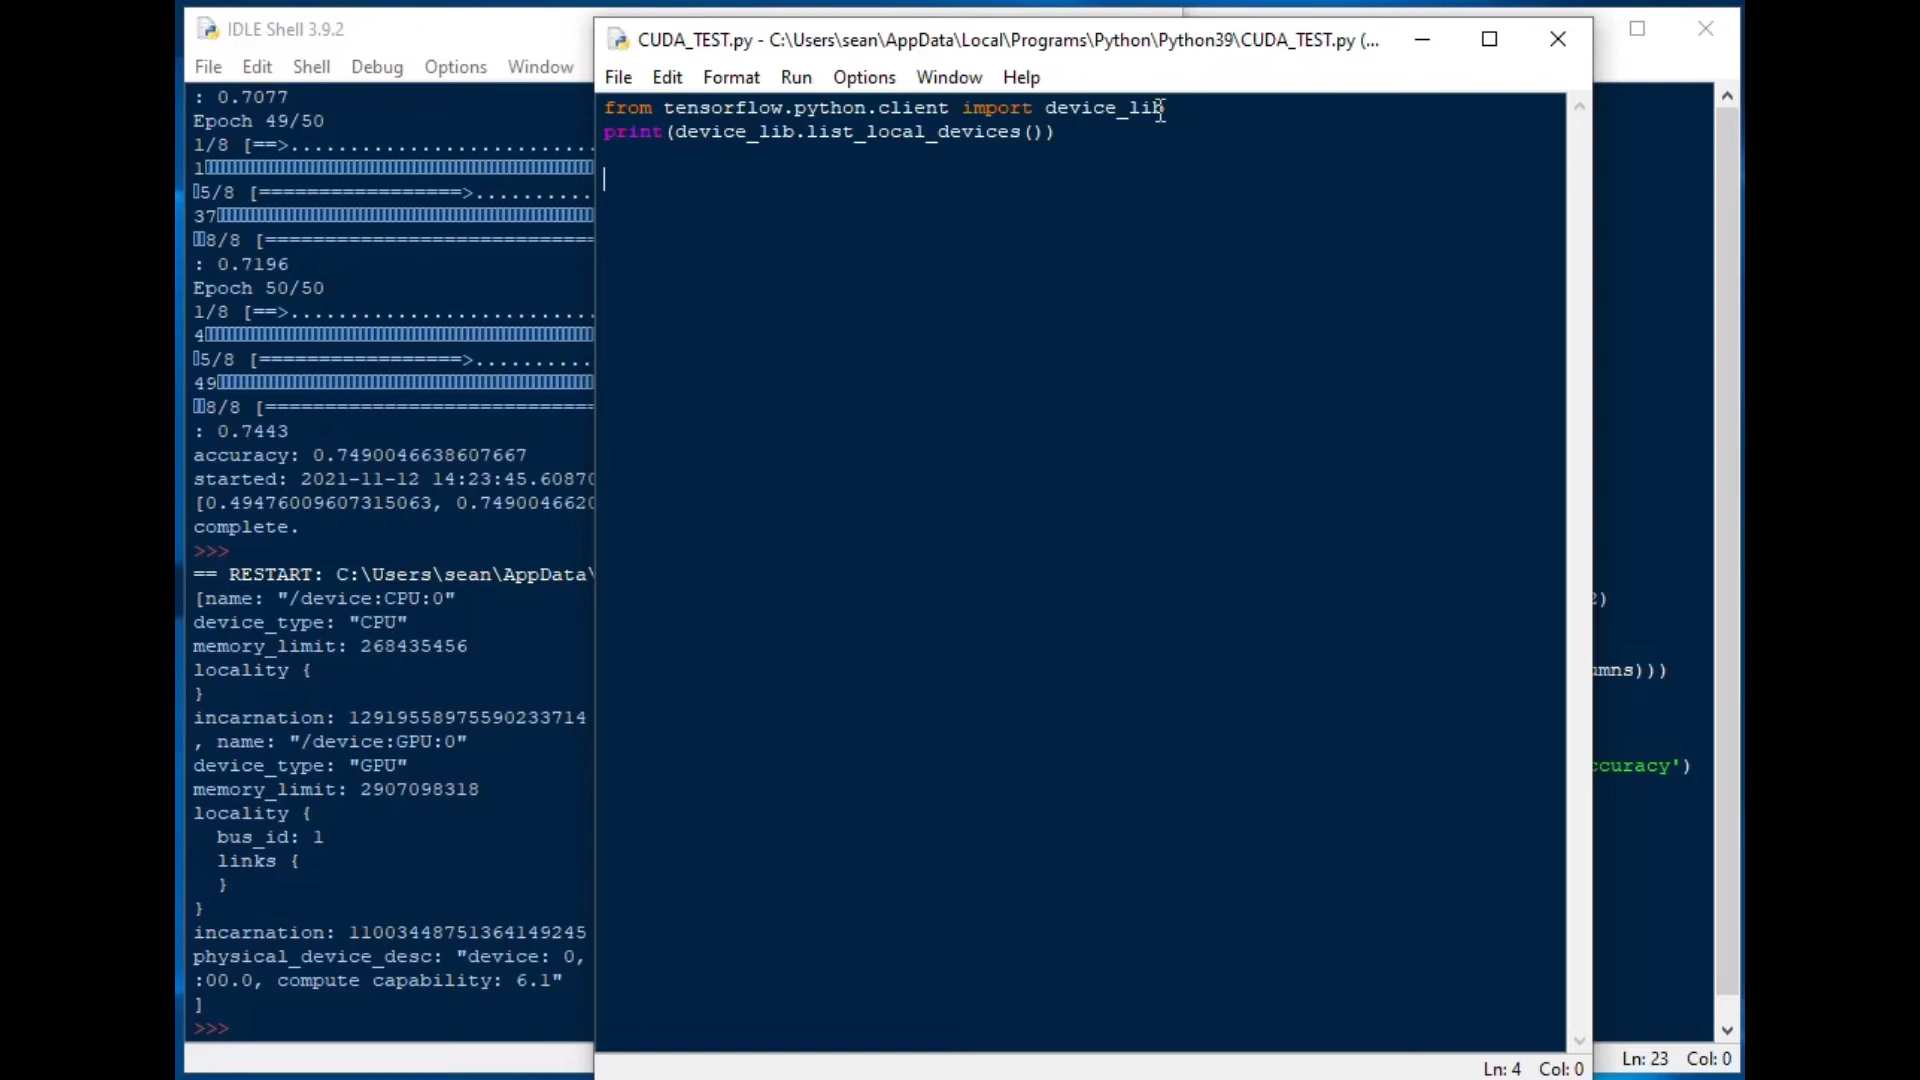 IDLE Shell 3.9.2
File Edit Shell Debug Options Window
: 0.7077
Epoch 49/50
1/8 [==>..........................
1
5/8 [=================>..........
37
8/8 [============================
: 0.7196
Epoch 50/50
1/8 [==>..........................
4
5/8 [=================>..........
49
8/8 [============================
: 0.7443
accuracy: 0.7490046638607667
started: 2021-11-12 14:23:45.60870
[0.49476009607315063, 0.7490046620
complete.
>>>
== RESTART: C:\Users\sean\AppData\
[name: "/device:CPU:0"
device_type: "CPU"
memory_limit: 268435456
locality {
}
incarnation: 12919558975590233714
, name: "/device:GPU:0"
device_type: "GPU"
memory_limit: 2907098318
locality {
  bus_id: 1
  links {
  }
}
incarnation: 11003448751364149245
physical_device_desc: "device: 0,
:00.0, compute capability: 6.1"
]
>>>
CUDA_TEST.py - C:\Users\sean\AppData\Local\Programs\Python\Python39\CUDA_TEST.py (...
File Edit Format Run Options Window Help
from tensorflow.python.client import device_lib
print(device_lib.list_local_devices())
Ln: 4 Col: 0
umns)))
ccuracy')
Ln: 23 Col: 0